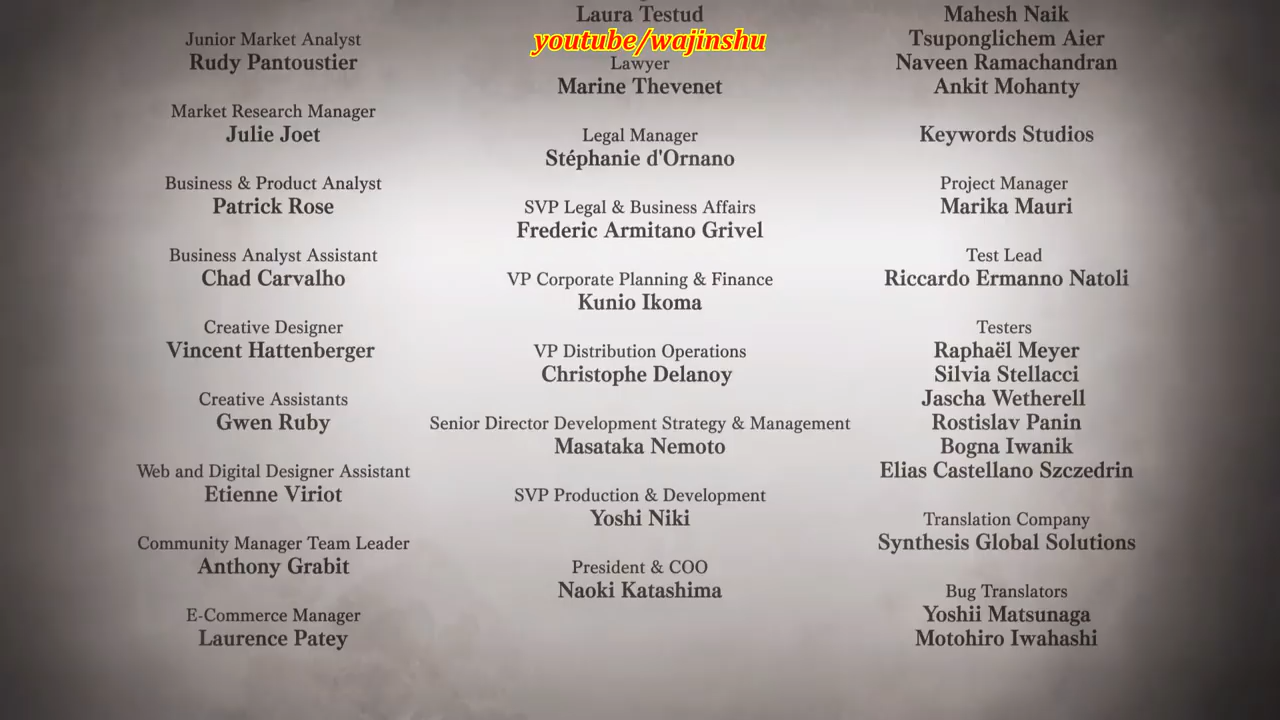 Junior Market Analyst
Rudy Pantoustier
Market Research Manager
Julie Joet
Business & Product Analyst
Patrick Rose
Business Analyst Assistant
Chad Carvalho
Creative Designer
Vincent Hattenberger
Creative Assistants
Gwen Ruby
Web and Digital Designer Assistant
Etienne Viriot
Community Manager Team Leader
Anthony Grabit
E-Commerce Manager
Laurence Patey
Laura Testud
youtube/wajinshu
Lawyer
Marine Thevenet
Legal Manager
Stéphanie d'Ornano
SVP Legal & Business Affairs
Frederic Armitano Grivel
VP Corporate Planning & Finance
Kunio Ikoma
VP Distribution Operations
Christophe Delanoy
Senior Director Development Strategy & Management
Masataka Nemoto
SVP Production & Development
Yoshi Niki
President & COO
Naoki Katashima
Mahesh Naik
Tsuponglichem Aier
Naveen Ramachandran
Ankit Mohanty
Keywords Studios
Project Manager
Marika Mauri
Test Lead
Riccardo Ermanno Natoli
Testers
Raphaël Meyer
Silvia Stellacci
Jascha Wetherell
Rostislav Panin
Bogna Iwanik
Elias Castellano Szczedrin
Translation Company
Synthesis Global Solutions
Bug Translators
Yoshii Matsunaga
Motohiro Iwahashi